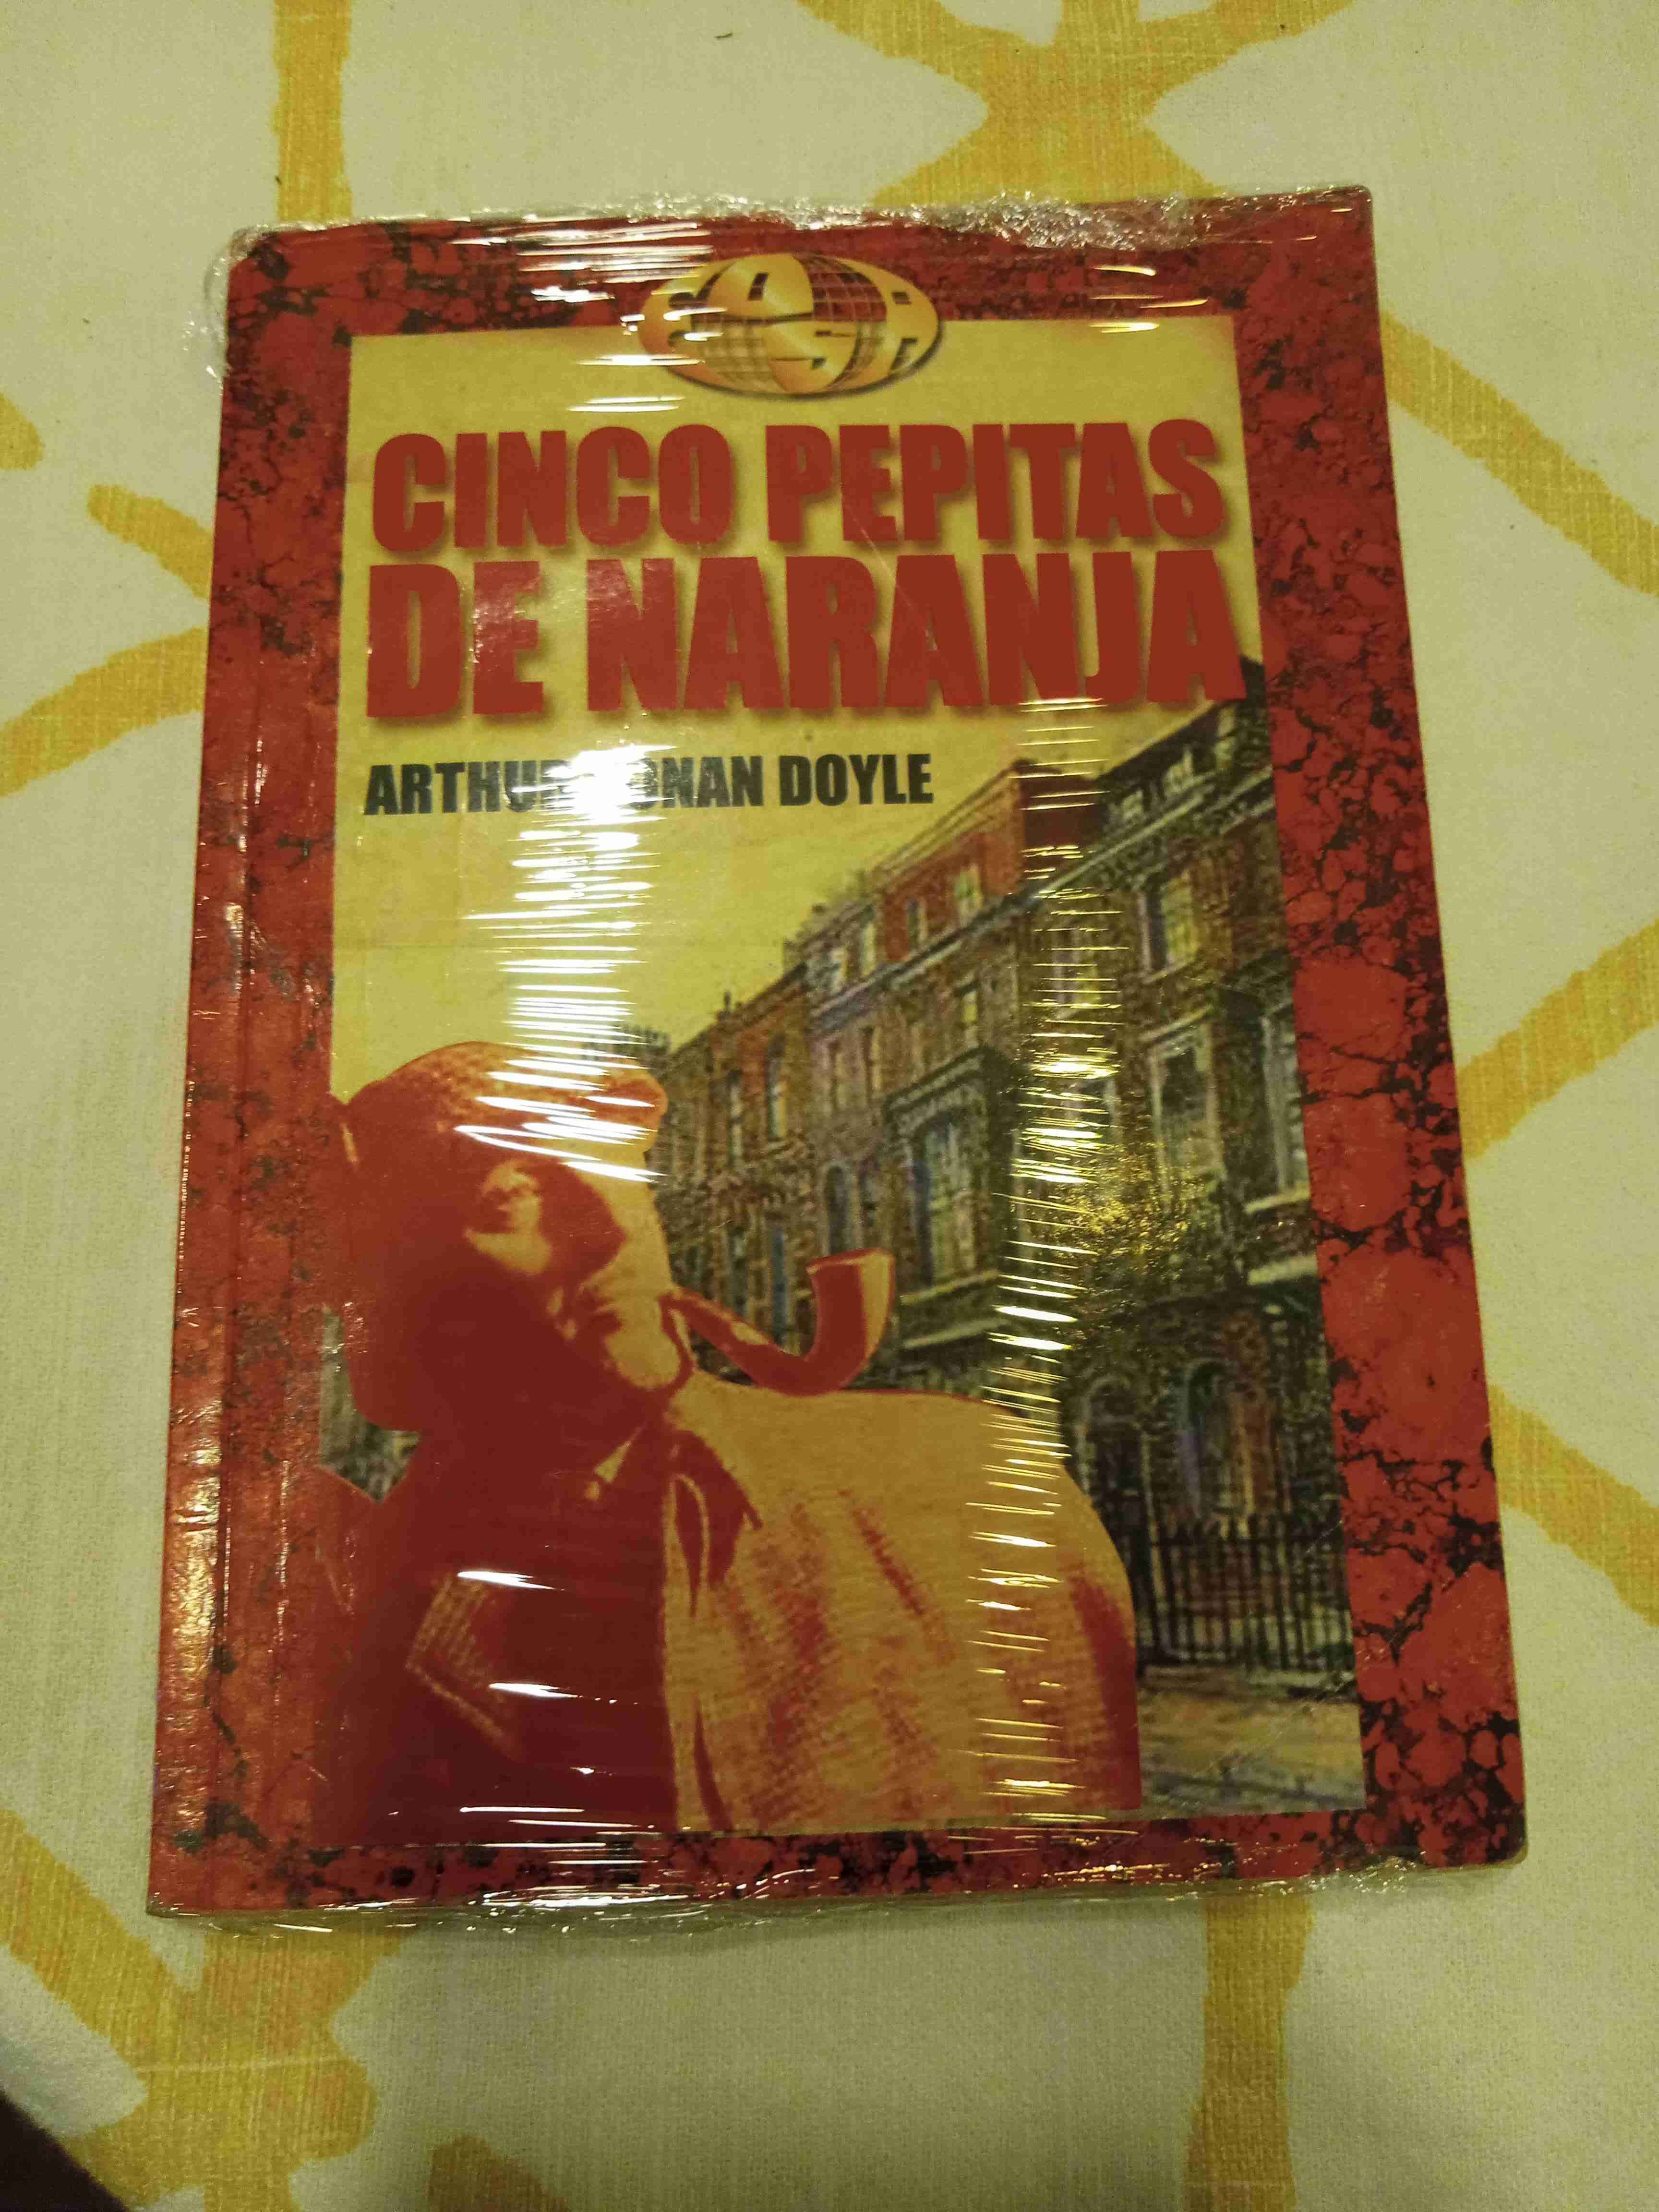 CINCO PEPITAS
DE NARANJA
ARTHUR CONAN DOYLE